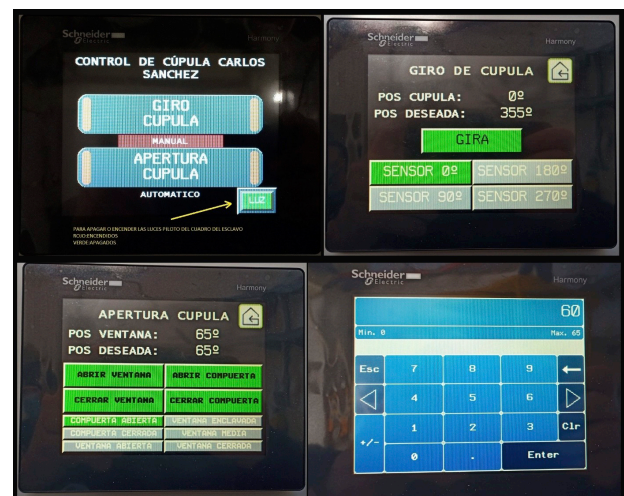 Schneider Electric
Harmony
CONTROL DE CÚPULA CARLOS
SANCHEZ
GIRO
CUPULA
MANUAL
APERTURA
CUPULA
AUTOMATICO
LUZ
PARA APAGAR O ENCENDER LAS LUCES PILOTO DEL CUADRO DEL ESCLAVO
ROJO:ENCENDIDOS
VERDE:APAGADOS
Schneider Electric
Harmony
GIRO DE CUPULA
POS CUPULA: 0º
POS DESEADA: 355º
GIRA
SENSOR 0º SENSOR 180º
SENSOR 90º SENSOR 270º
Schneider Electric
Harmony
APERTURA CUPULA
POS VENTANA: 65º
POS DESEADA: 65º
ABRIR VENTANA ABRIR COMPUERTA
CERRAR VENTANA CERRAR COMPUERTA
COMPUERTA ABIERTA VENTANA ENCLAVADA
COMPUERTA CERRADA VENTANA MEDIA
VENTANA ABIERTA VENTANA CERRADA
Schneider Electric
Harmony
60
Min. 0 Max. 65
Esc 7 8 9
4 5 6
+/- 1 2 3 Clr
0 . Enter